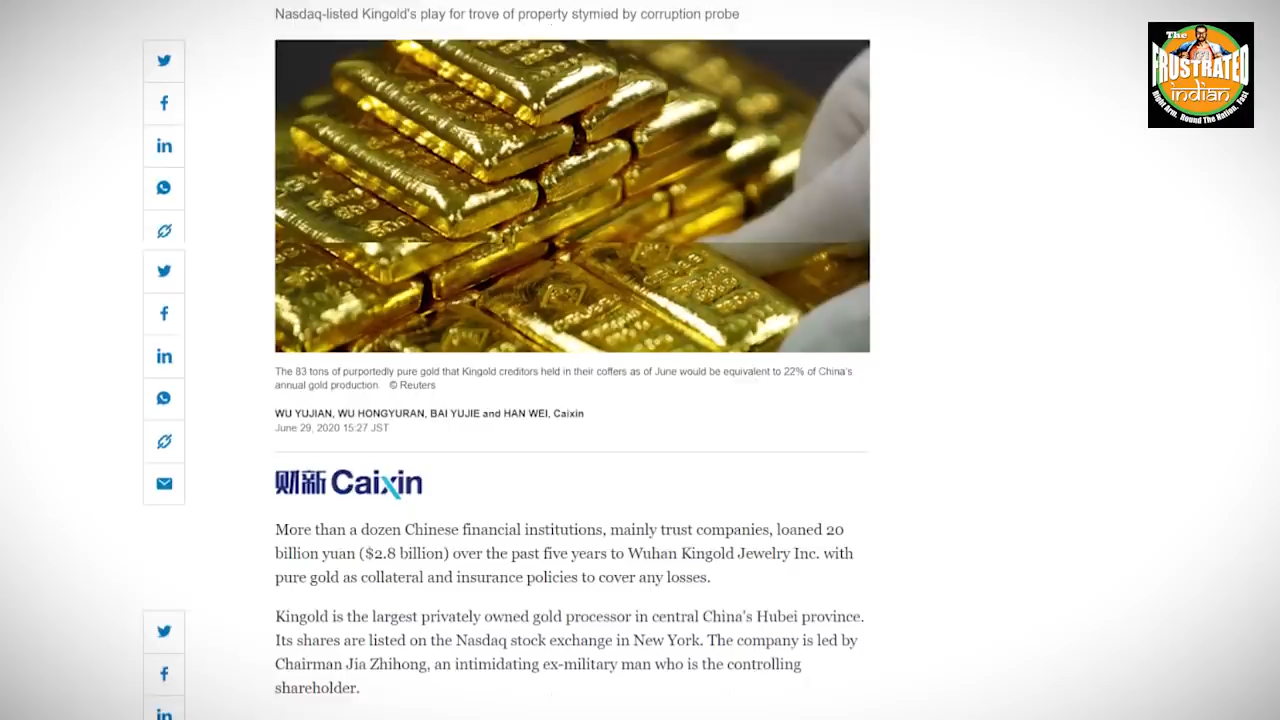 Nasdaq-listed Kingold's play for trove of property stymied by corruption probe
The
FRUSTRATED
indian
Right Arm, Round The Nation, Fast
The 83 tons of purportedly pure gold that Kingold creditors held in their coffers as of June would be equivalent to 22% of China's
annual gold production. © Reuters
WU YUJIAN, WU HONGYURAN, BAI YUJIE and HAN WEI, Caixin
June 29, 2020 15:27 JST
财新 Caixin
More than a dozen Chinese financial institutions, mainly trust companies, loaned 20
billion yuan ($2.8 billion) over the past five years to Wuhan Kingold Jewelry Inc. with
pure gold as collateral and insurance policies to cover any losses.
Kingold is the largest privately owned gold processor in central China's Hubei province.
Its shares are listed on the Nasdaq stock exchange in New York. The company is led by
Chairman Jia Zhihong, an intimidating ex-military man who is the controlling
shareholder.